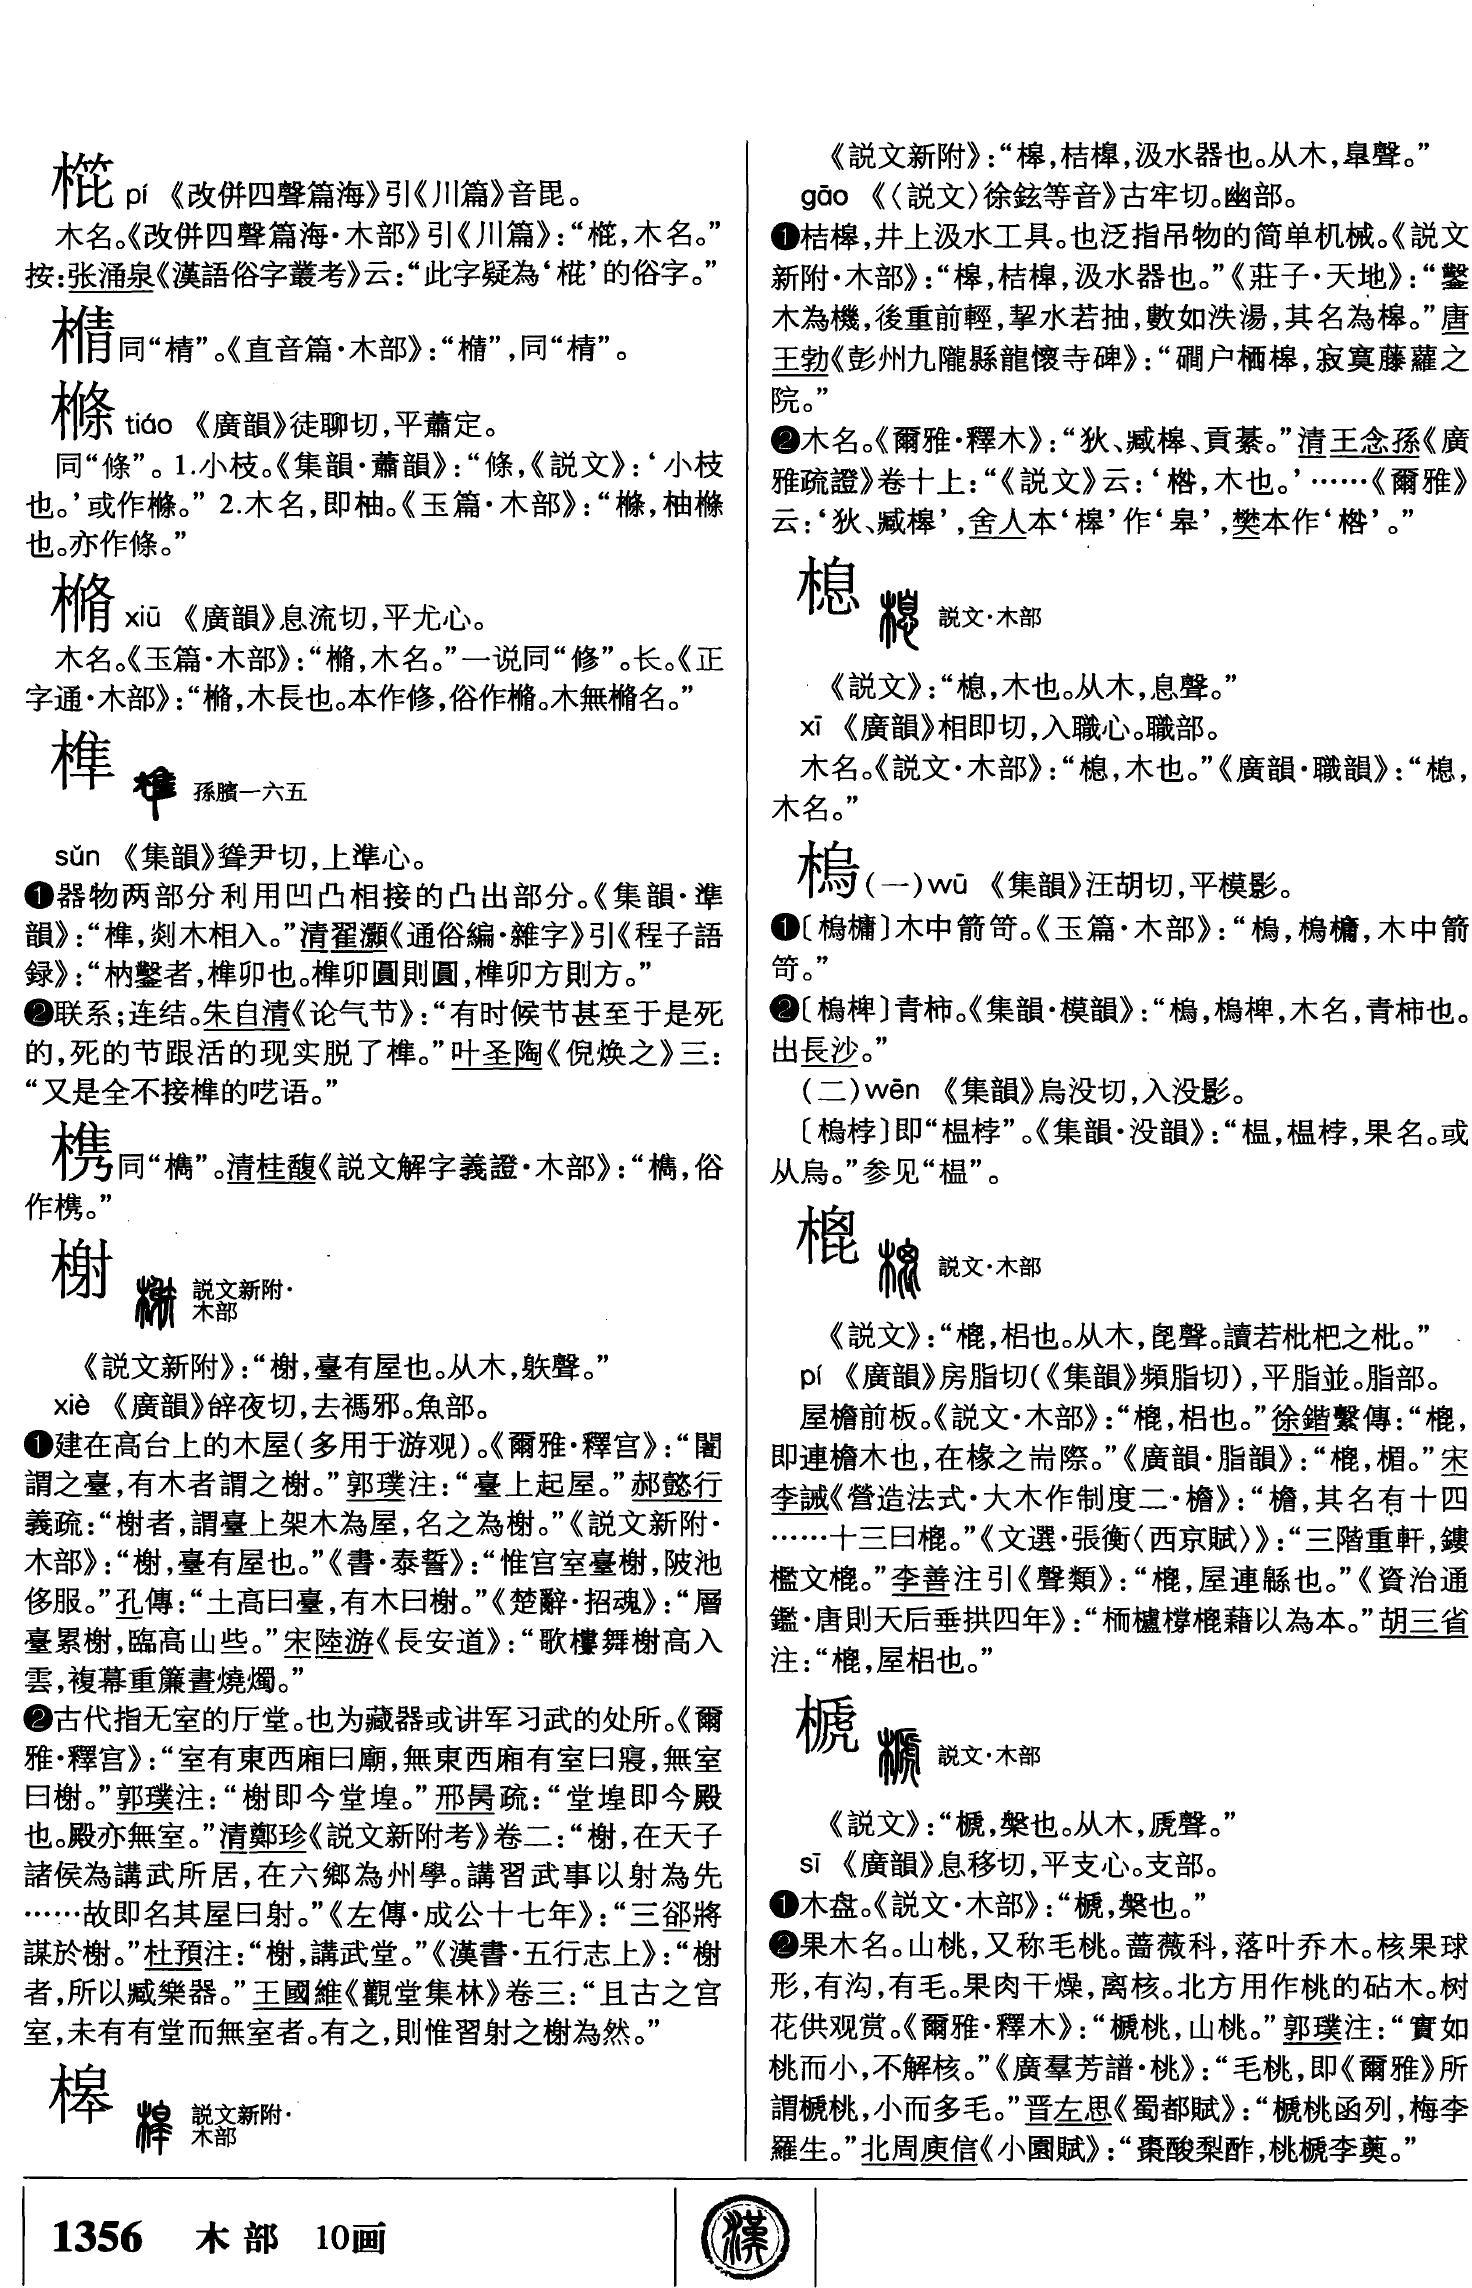 pí 《改併四聲篇海》引《川篇》音毘。
木名。《改併四聲篇海·木部》引《川篇》：“，木名。”
按：张涌泉《漢語俗字叢考》云：“此字疑為‘㮰’的俗字。”
同“棈”。《直音篇·木部》：“”，同“棈”。
樤 tiáo 《廣韻》徒聊切，平蕭定。
同“條”。1.小枝。《集韻·蕭韻》：“條，《説文》：‘小枝
也。’或作樤。” 2.木名，即柚。《玉篇·木部》：“樤，柚樤
也。亦作條。”
樇 xiū 《廣韻》息流切，平尤心。
木名。《玉篇·木部》：“樇，木名。”一说同“修”。长。《正
字通·木部》：“樇，木長也。本作修，俗作樇。木無樇名。”
榫 孫臏一六五
sǔn 《集韻》聳尹切，上準心。
❶器物两部分利用凹凸相接的凸出部分。《集韻·準
韻》：“榫，剡木相入。”清翟灝《通俗編·雜字》引《程子語
録》：“枘鑿者，榫卯也。榫卯圓則圓，榫卯方則方。”
❷联系；连结。朱自清《论气节》：“有时候节甚至于是死
的，死的节跟活的现实脱了榫。”叶圣陶《倪焕之》三：
“又是全不接榫的呓语。”
㮷同“檇”。清桂馥《説文解字義證·木部》：“檇，俗
作㮷。”
榭 説文新附·
木部
《説文新附》：“榭，臺有屋也。从木，躲聲。”
xiè 《廣韻》辝夜切，去禡邪。魚部。
❶建在高台上的木屋（多用于游观）。《爾雅·釋宫》：“闍
謂之臺，有木者謂之榭。”郭璞注：“臺上起屋。”郝懿行
義疏：“榭者，謂臺上架木為屋，名之為榭。”《説文新附·
木部》：“榭，臺有屋也。”《書·泰誓》：“惟宫室臺榭，陂池
侈服。”孔傳：“土高曰臺，有木曰榭。”《楚辭·招魂》：“層
臺累榭，臨高山些。”宋陸游《長安道》：“歌樓舞榭高入
雲，複幕重簾晝燒燭。”
❷古代指无室的厅堂。也为藏器或讲军习武的处所。《爾
雅·釋宫》：“室有東西廂曰廟，無東西廂有室曰寢，無室
曰榭。”郭璞注：“榭即今堂堭。”邢昺疏：“堂堭即今殿
也。殿亦無室。”清鄭珍《説文新附考》卷二：“榭，在天子
諸侯為講武所居，在六鄉為州學。講習武事以射為先
……故即名其屋曰射。”《左傳·成公十七年》：“三郤將
謀於榭。”杜預注：“榭，講武堂。”《漢書·五行志上》：“榭
者，所以臧樂器。”王國維《觀堂集林》卷三：“且古之宫
室，未有有堂而無室者。有之，則惟習射之榭為然。”
槔 説文新附·
木部
《説文新附》：“槔，桔槔，汲水器也。从木，皐聲。”
gāo 《〈説文〉徐鉉等音》古牢切。幽部。
❶桔槔，井上汲水工具。也泛指吊物的简单机械。《説文
新附·木部》：“槔，桔槔，汲水器也。”《莊子·天地》：“鑿
木為機，後重前輕，挈水若抽，數如泆湯，其名為槔。”唐
王勃《彭州九隴縣龍懷寺碑》：“磵户栖槔，寂寞藤蘿之
院。”
❷木名。《爾雅·釋木》：“狄、臧槔、貢綦。”清王念孫《廣
雅疏證》卷十上：“《説文》云：‘榙，木也。’……《爾雅》
云：‘狄、臧槔’，舍人本‘槔’作‘皋’，樊本作‘榙’。”
樉 説文·木部
《説文》：“㮩，木也。从木，息聲。”
xī 《廣韻》相即切，入職心。職部。
木名。《説文·木部》：“㮩，木也。”《廣韻·職韻》：“㮩，
木名。”
㮧（一）wū 《集韻》汪胡切，平模影。
❶〔㮧槦〕木中箭笴。《玉篇·木部》：“㮧，㮧槦，木中箭
笴。”
❷〔㮧椑〕青柿。《集韻·模韻》：“㮧，㮧椑，木名，青柿也。
出長沙。”
（二）wēn 《集韻》烏没切，入没影。
〔㮧桲〕即“榅桲”。《集韻·没韻》：“榅，榅桲，果名。或
从烏。”参见“榅”。
㮰 説文·木部
《説文》：“㮰，梠也。从木，𣬉聲。讀若枇杷之枇。”
pí 《廣韻》房脂切（《集韻》頻脂切），平脂並。脂部。
屋檐前板。《説文·木部》：“㮰，梠也。”徐鍇繫傳：“㮰，
即連檐木也，在椽之耑際。”《廣韻·脂韻》：“㮰，楣。”宋
李誡《營造法式·大木作制度二·檐》：“檐，其名有十四
……十三曰㮰。”《文選·張衡〈西京賦〉》：“三階重軒，鏤
檻文㮰。”李善注引《聲類》：“㮰，屋連緜也。”《資治通
鑑·唐則天后垂拱四年》：“栭櫨橕㮰藉以為本。”胡三省
注：“㮰，屋梠也。”
榹 説文·木部
《説文》：“榹，槃也。从木，虒聲。”
sī 《廣韻》息移切，平支心。支部。
❶木盘。《説文·木部》：“榹，槃也。”
❷果木名。山桃，又称毛桃。蔷薇科，落叶乔木。核果球
形，有沟，有毛。果肉干燥，离核。北方用作桃的砧木。树
花供观赏。《爾雅·釋木》：“榹桃，山桃。”郭璞注：“實如
桃而小，不解核。”《廣羣芳譜·桃》：“毛桃，即《爾雅》所
謂榹桃，小而多毛。”晋左思《蜀都賦》：“榹桃函列，梅李
羅生。”北周庾信《小園賦》：“棗酸梨酢，桃榹李薁。”
1356 木部 10画
漢